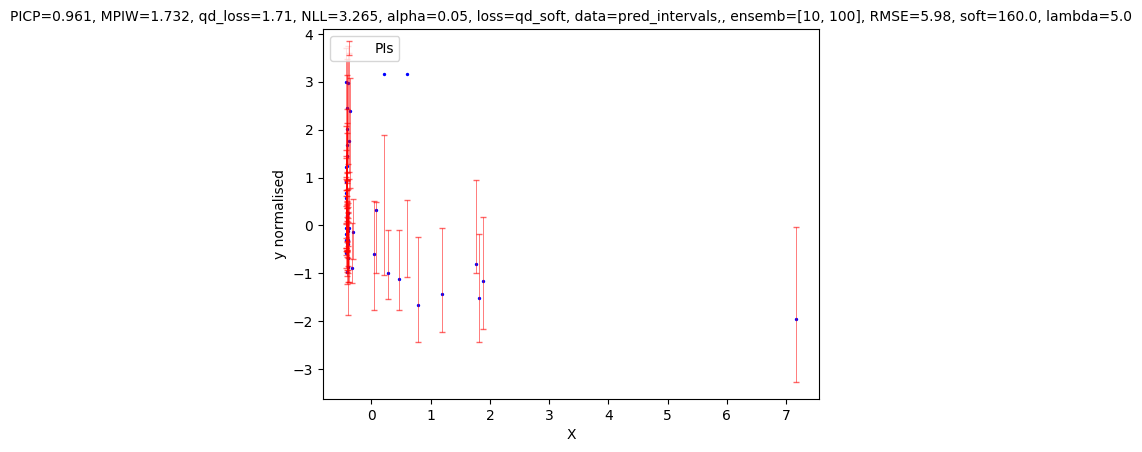 PICP=0.961, MPIW=1.732, qd_loss=1.71, NLL=3.265, alpha=0.05, loss=qd_soft, data=pred_intervals,, ensemb=[10, 100], RMSE=5.98, soft=160.0, lambda=5.0
PIs
4
3
2
1
0
−1
−2
−3
y normalised
0 1 2 3 4 5 6 7
X